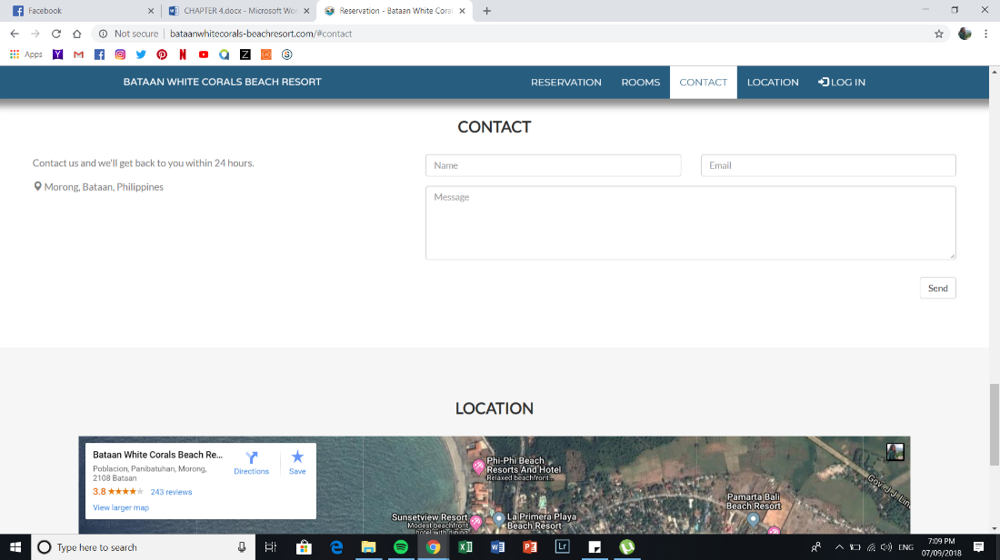 Facebook
CHAPTER 4.docx - Microsoft Wor
Reservation - Bataan White Coral
Not secure | bataanwhitecorals-beachresort.com/#contact
Apps
BATAAN WHITE CORALS BEACH RESORT
RESERVATION ROOMS CONTACT LOCATION LOG IN
CONTACT
Contact us and we'll get back to you within 24 hours.
Morong, Bataan, Philippines
Name
Email
Message
Send
LOCATION
Bataan White Corals Beach Re...
Poblacion, Panibatuhan, Morong,
2108 Bataan
3.8 243 reviews
View larger map
Directions
Save
Phi-Phi Beach
Resorts And Hotel
Relaxed beachfront...
Sunsetview Resort
Modest beachfront
hotel with dining
La Primera Playa
Beach Resort
Pamarta Bali
Beach Resort
Gov. J.J. Lin
Type here to search
ENG
7:09 PM
07/09/2018